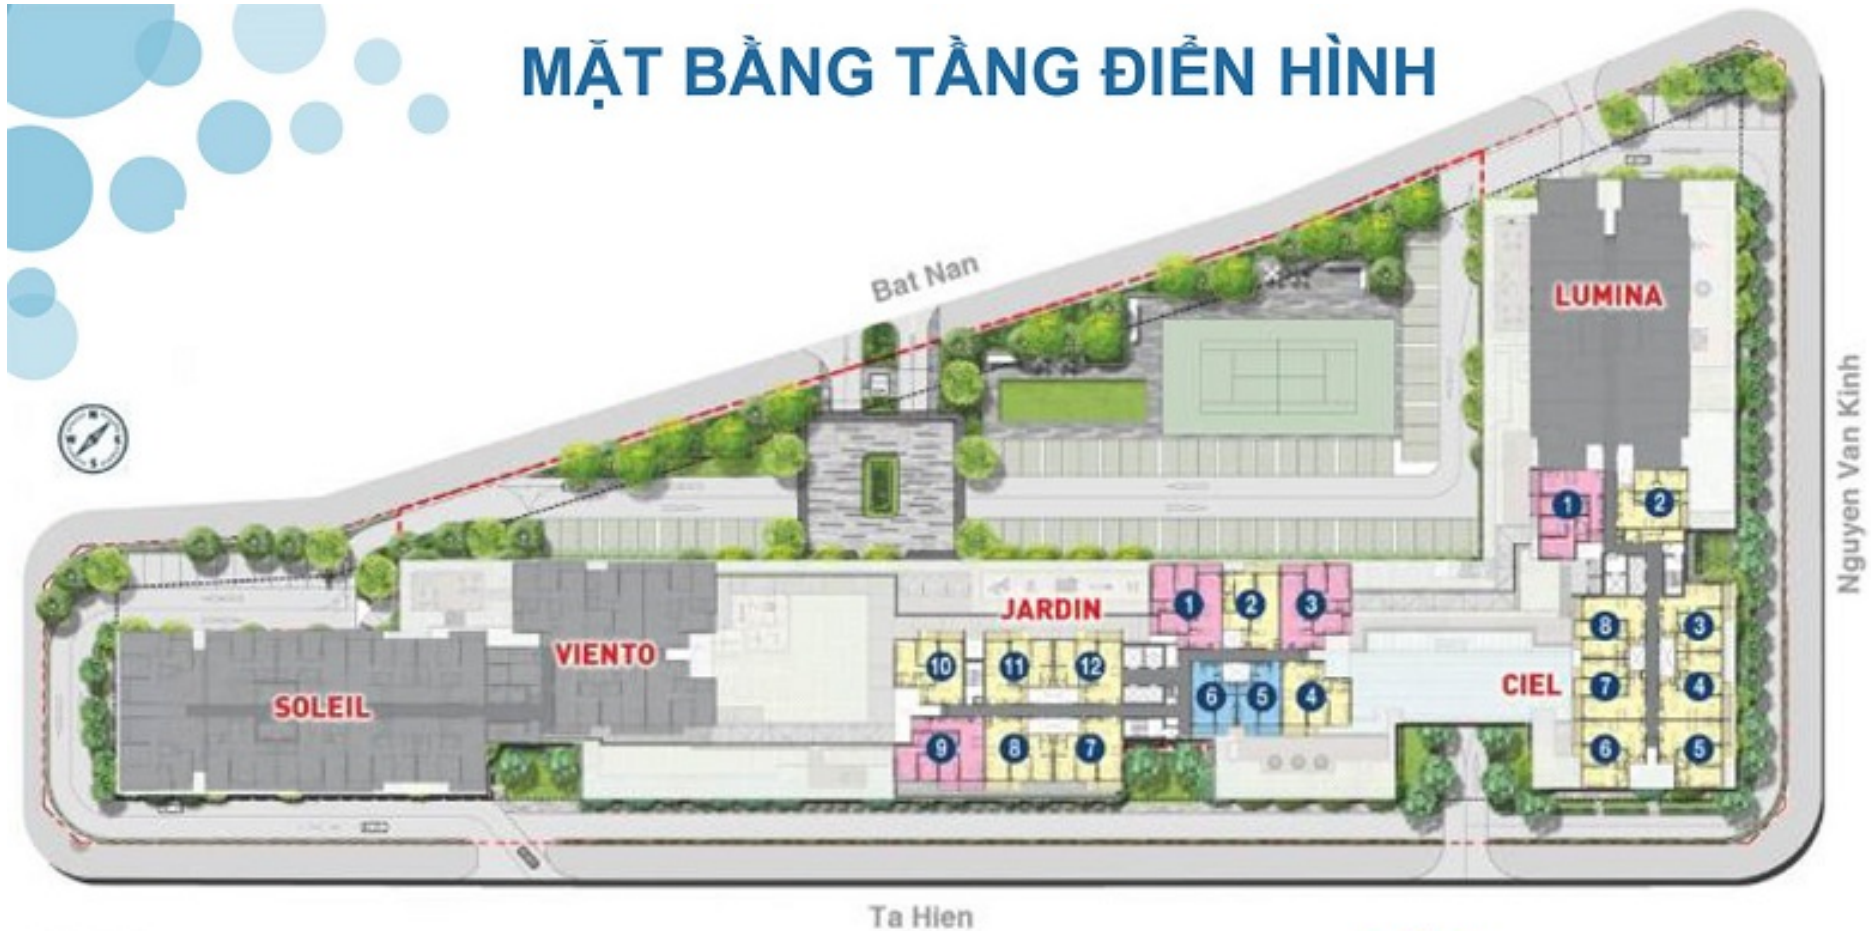 MẶT BẰNG TẦNG ĐIỂN HÌNH
Bat Nan
LUMINA
Nguyen Van Kinh
N
S
1
2
JARDIN
1
2
3
8
3
VIENTO
10
11
12
SOLEIL
6
5
4
CIEL
7
4
9
8
7
6
5
Ta Hien